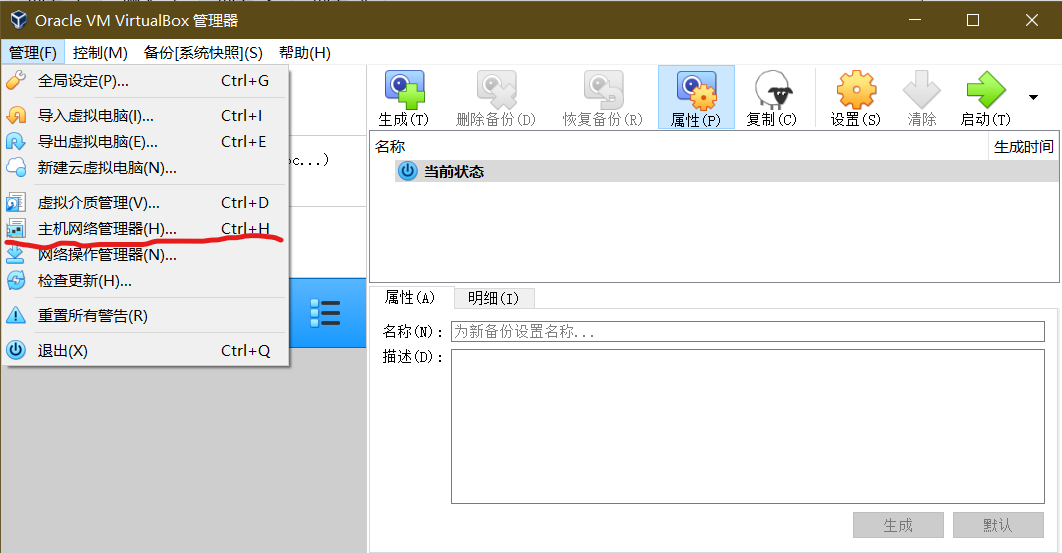 Oracle VM VirtualBox 管理器
管理(F) 控制(M) 备份[系统快照](S) 帮助(H)
全局设定(P)... Ctrl+G
导入虚拟电脑(I)... Ctrl+I
导出虚拟电脑(E)... Ctrl+E
新建云虚拟电脑(N)...
虚拟介质管理(V)... Ctrl+D
主机网络管理器(H)... Ctrl+H
网络操作管理器(N)...
检查更新(H)...
重置所有警告(R)
退出(X) Ctrl+Q
...)
生成(T) 删除备份(D) 恢复备份(R) 属性(P) 复制(C) 设置(S) 清除 启动(T)
名称 生成时间
当前状态
属性(A) 明细(I)
名称(N): 为新备份设置名称...
描述(D):
生成 默认